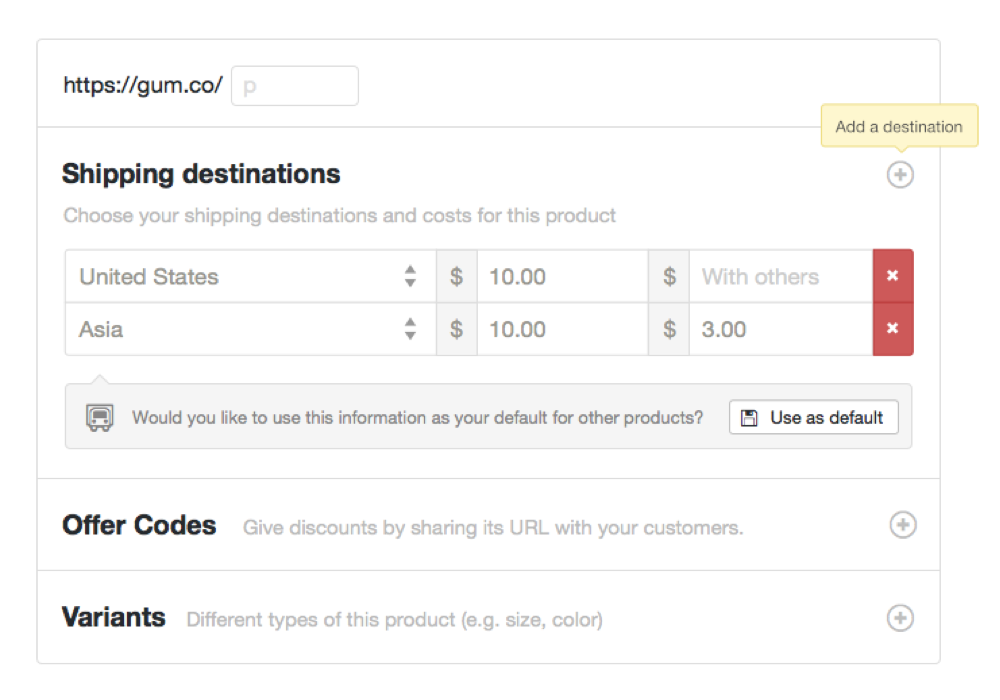 https://gum.co/ p
Add a destination
Shipping destinations
Choose your shipping destinations and costs for this product
United States $ 10.00 $ With others
Asia $ 10.00 $ 3.00
Would you like to use this information as your default for other products? Use as default
Offer Codes Give discounts by sharing its URL with your customers.
Variants Different types of this product (e.g. size, color)